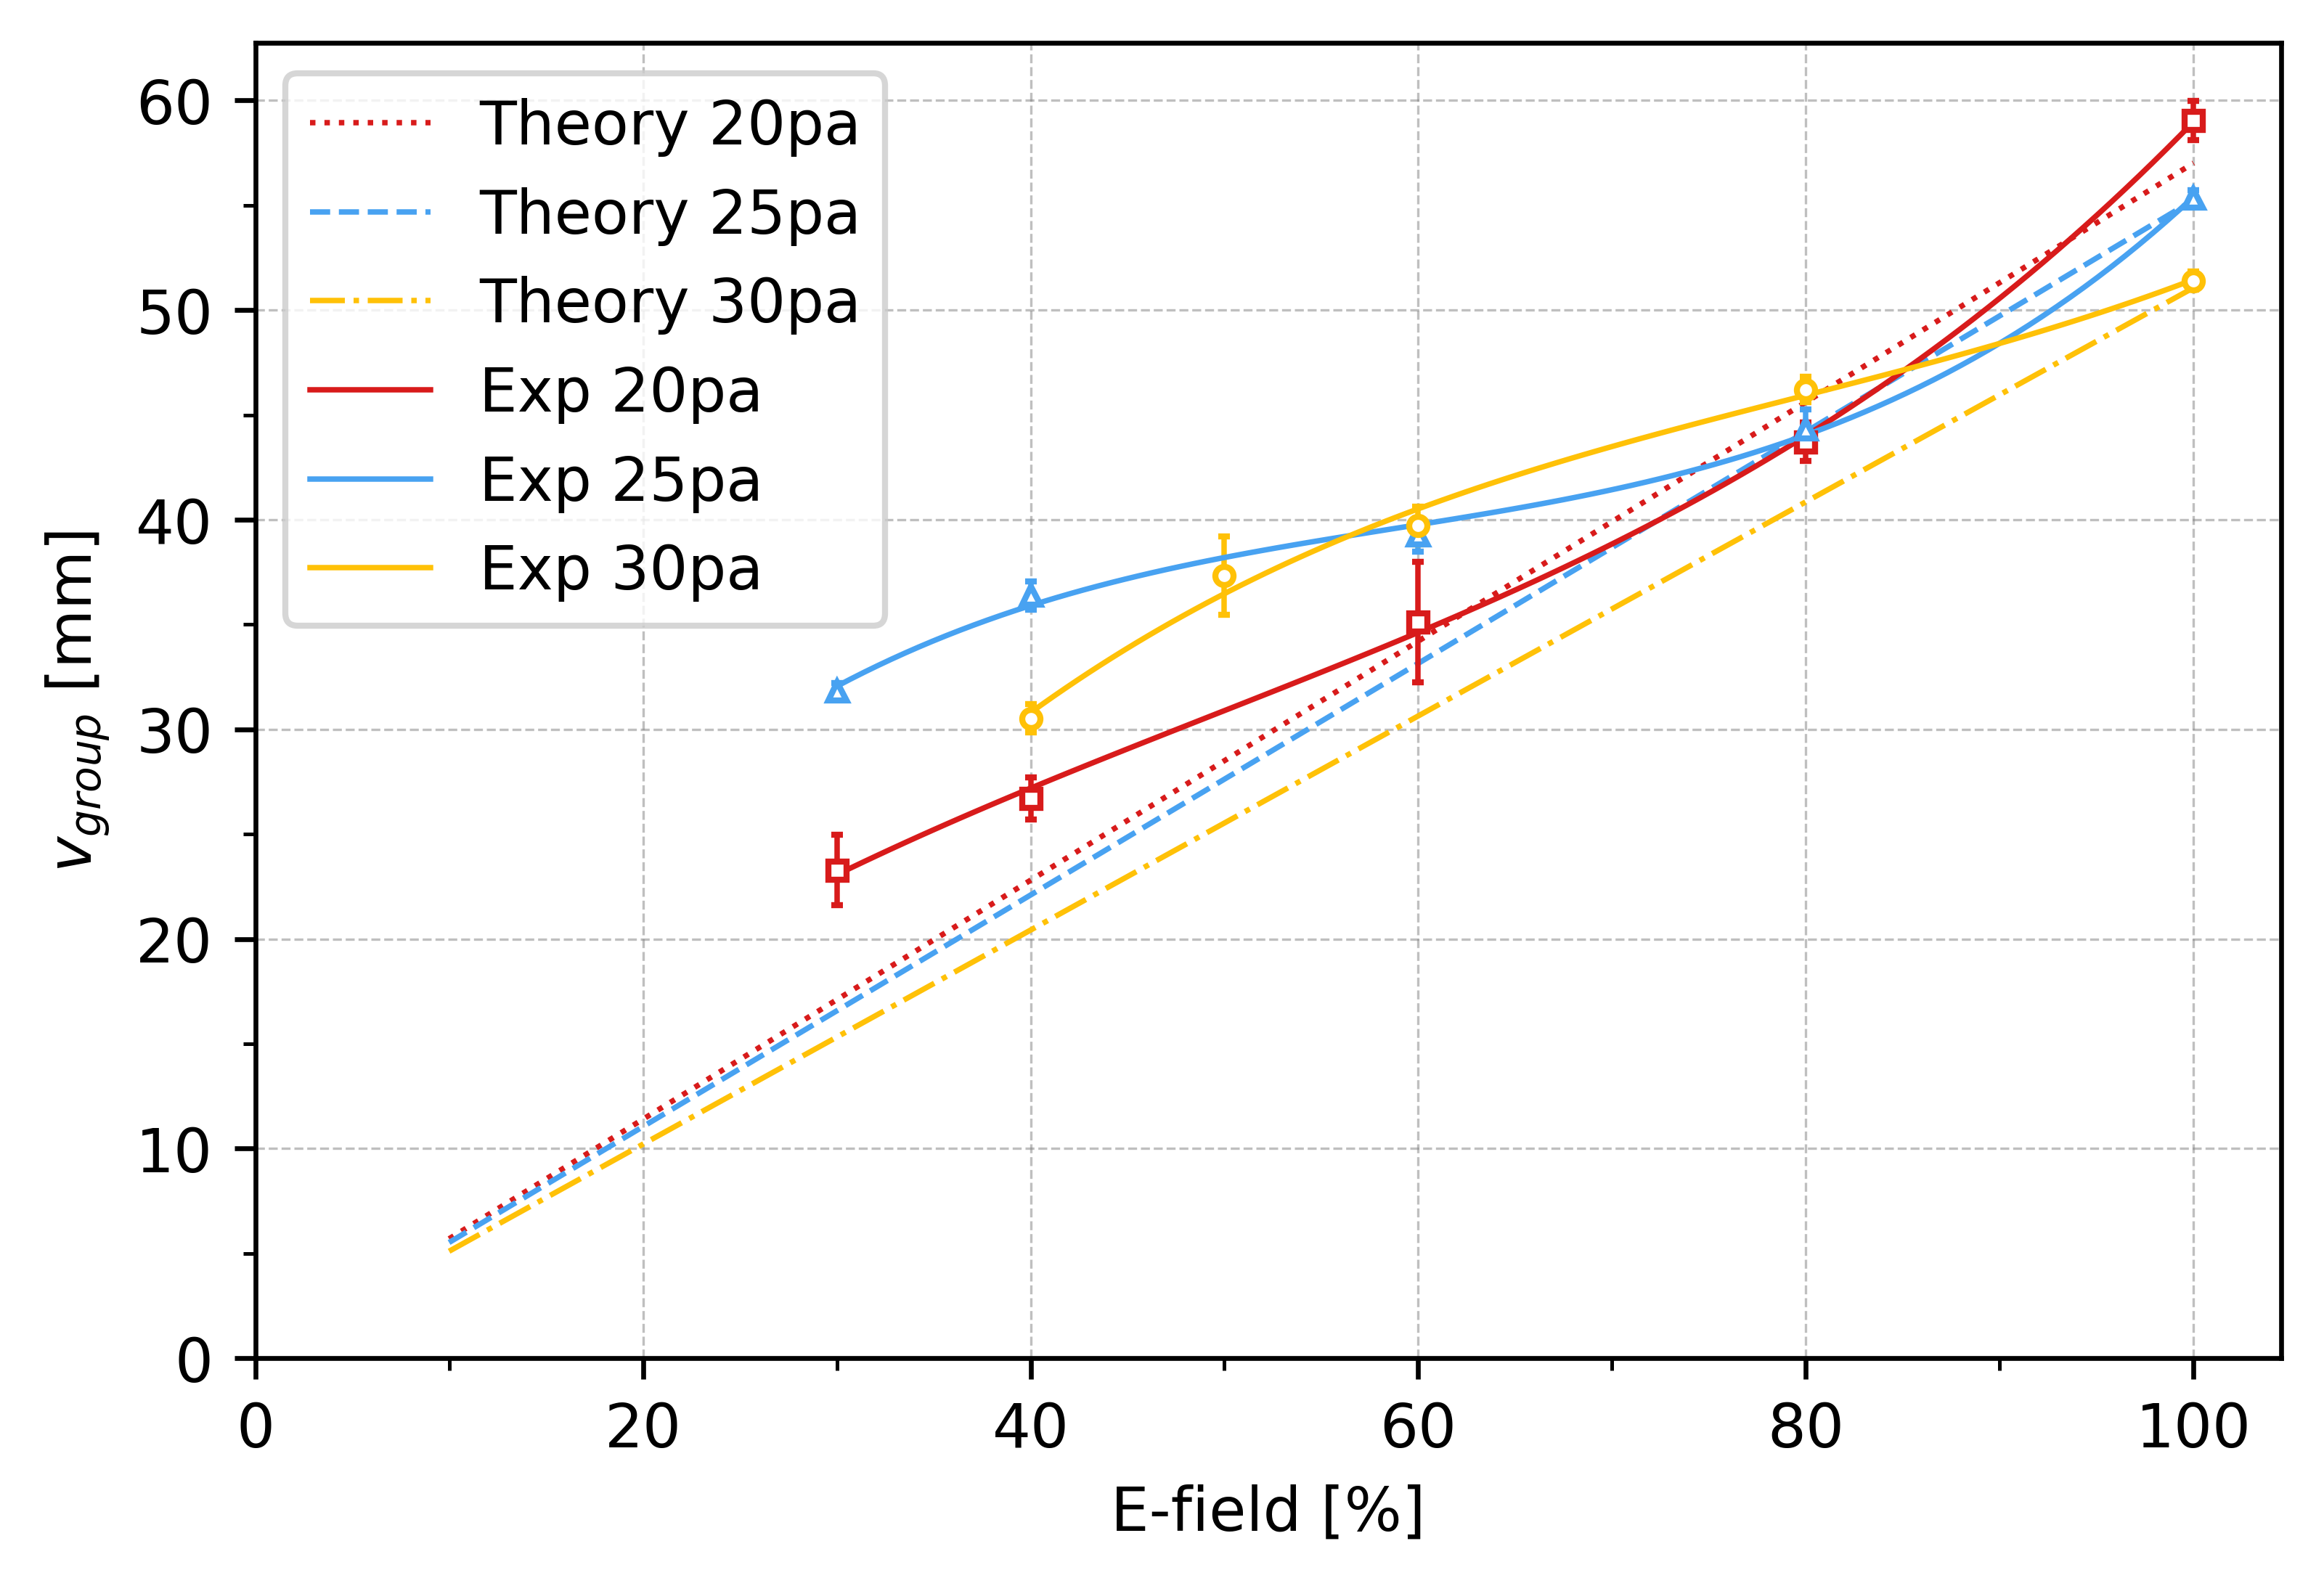 Theory 20pa
Theory 25pa
Theory 30pa
Exp 20pa
Exp 25pa
Exp 30pa
60
50
40
30
20
10
0
v_group [mm]
0 20 40 60 80 100
E-field [%]